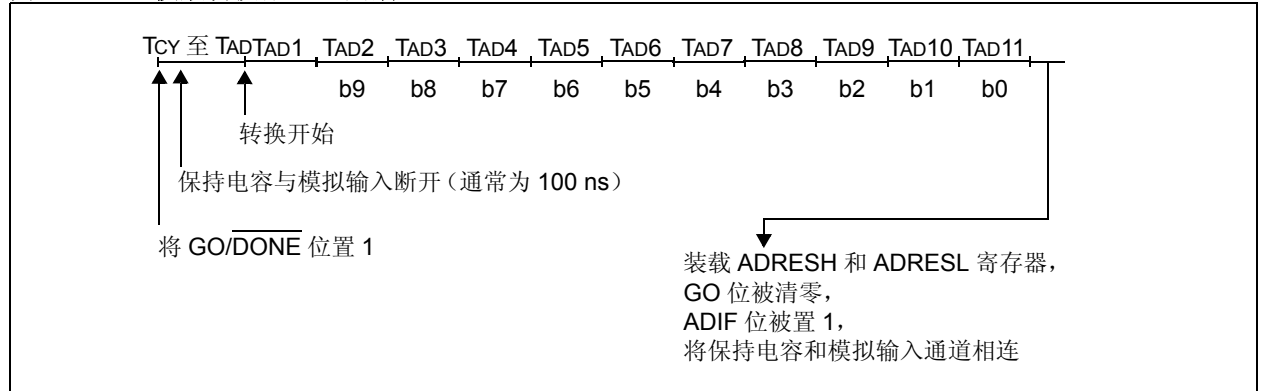 TCY 至 TADTAD1 TAD2 TAD3 TAD4 TAD5 TAD6 TAD7 TAD8 TAD9 TAD10 TAD11
b9 b8 b7 b6 b5 b4 b3 b2 b1 b0
转换开始
保持电容与模拟输入断开（通常为 100 ns）
将 GO/DONE 位置 1
装载 ADRESH 和 ADRESL 寄存器，
GO 位被清零，
ADIF 位被置 1，
将保持电容和模拟输入通道相连